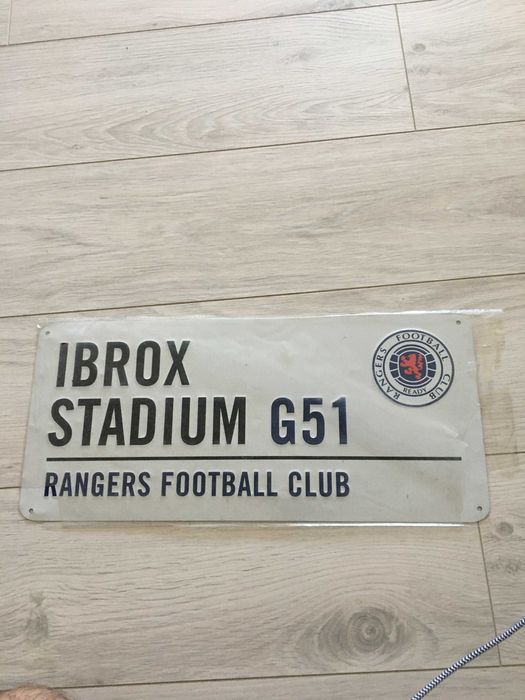 IBROX
STADIUM G51
RANGERS FOOTBALL CLUB
RANGERS FOOTBALL CLUB
READY